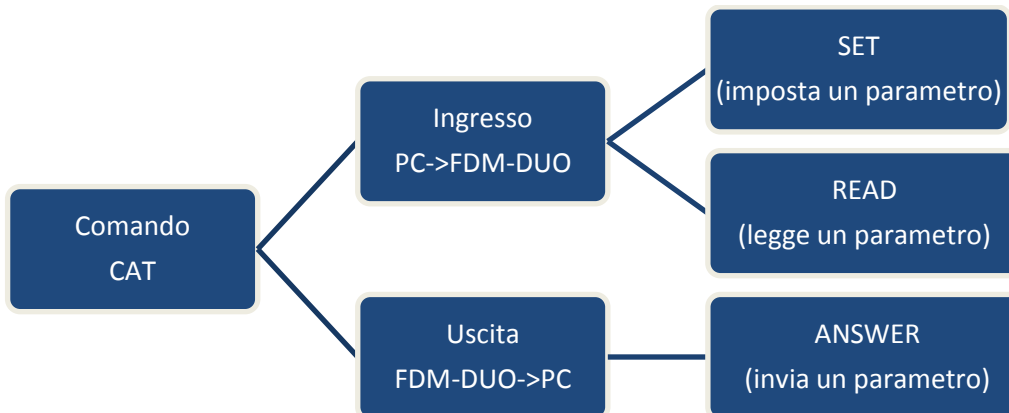 Comando
CAT
Ingresso
PC->FDM-DUO
SET
(imposta un parametro)
READ
(legge un parametro)
Uscita
FDM-DUO->PC
ANSWER
(invia un parametro)